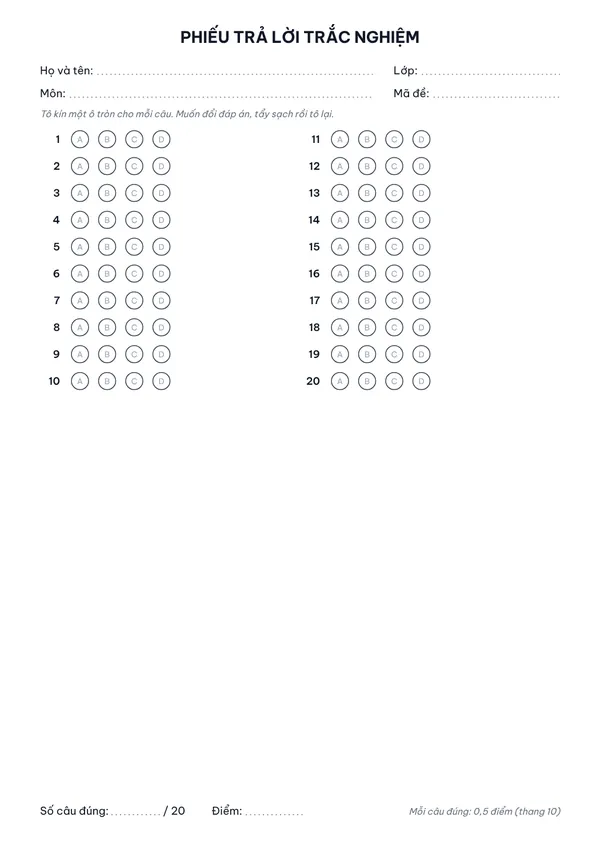 PHIẾU TRẢ LỜI TRẮC NGHIỆM
Họ và tên: Lớp:
Môn: Mã đề:
Tô kín một ô tròn cho mỗi câu. Muốn đổi đáp án, tẩy sạch rồi tô lại.
1 A B C D 11 A B C D
2 A B C D 12 A B C D
3 A B C D 13 A B C D
4 A B C D 14 A B C D
5 A B C D 15 A B C D
6 A B C D 16 A B C D
7 A B C D 17 A B C D
8 A B C D 18 A B C D
9 A B C D 19 A B C D
10 A B C D 20 A B C D
Số câu đúng: ............ / 20 Điểm: .............. Mỗi câu đúng: 0,5 điểm (thang 10)